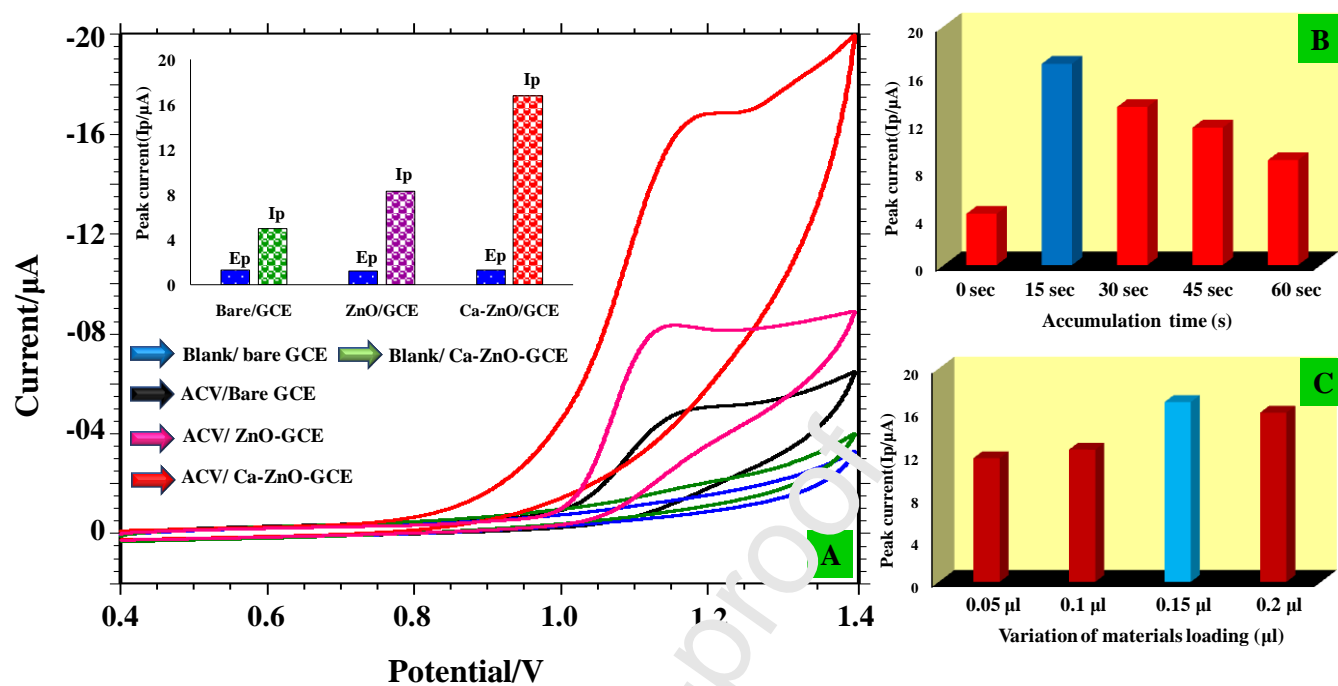 -20
-16
-12
-08
-04
0
Current/μA
0.4
0.6
0.8
1.0
1.2
1.4
Potential/V
A
20
16
12
8
4
0
Peak current(Ip/μA)
Ep
Ip
Ep
Ip
Ep
Ip
Bare/GCE
ZnO/GCE
Ca-ZnO/GCE
Blank/ bare GCE
Blank/ Ca-ZnO-GCE
ACV/Bare GCE
ACV/ ZnO-GCE
ACV/ Ca-ZnO-GCE
proof
B
20
16
12
8
4
0
Peak current(Ip/μA)
0 sec
15 sec
30 sec
45 sec
60 sec
Accumulation time (s)
C
20
16
12
8
4
0
Peak current(Ip/μA)
0.05 μl
0.1 μl
0.15 μl
0.2 μl
Variation of materials loading (μl)